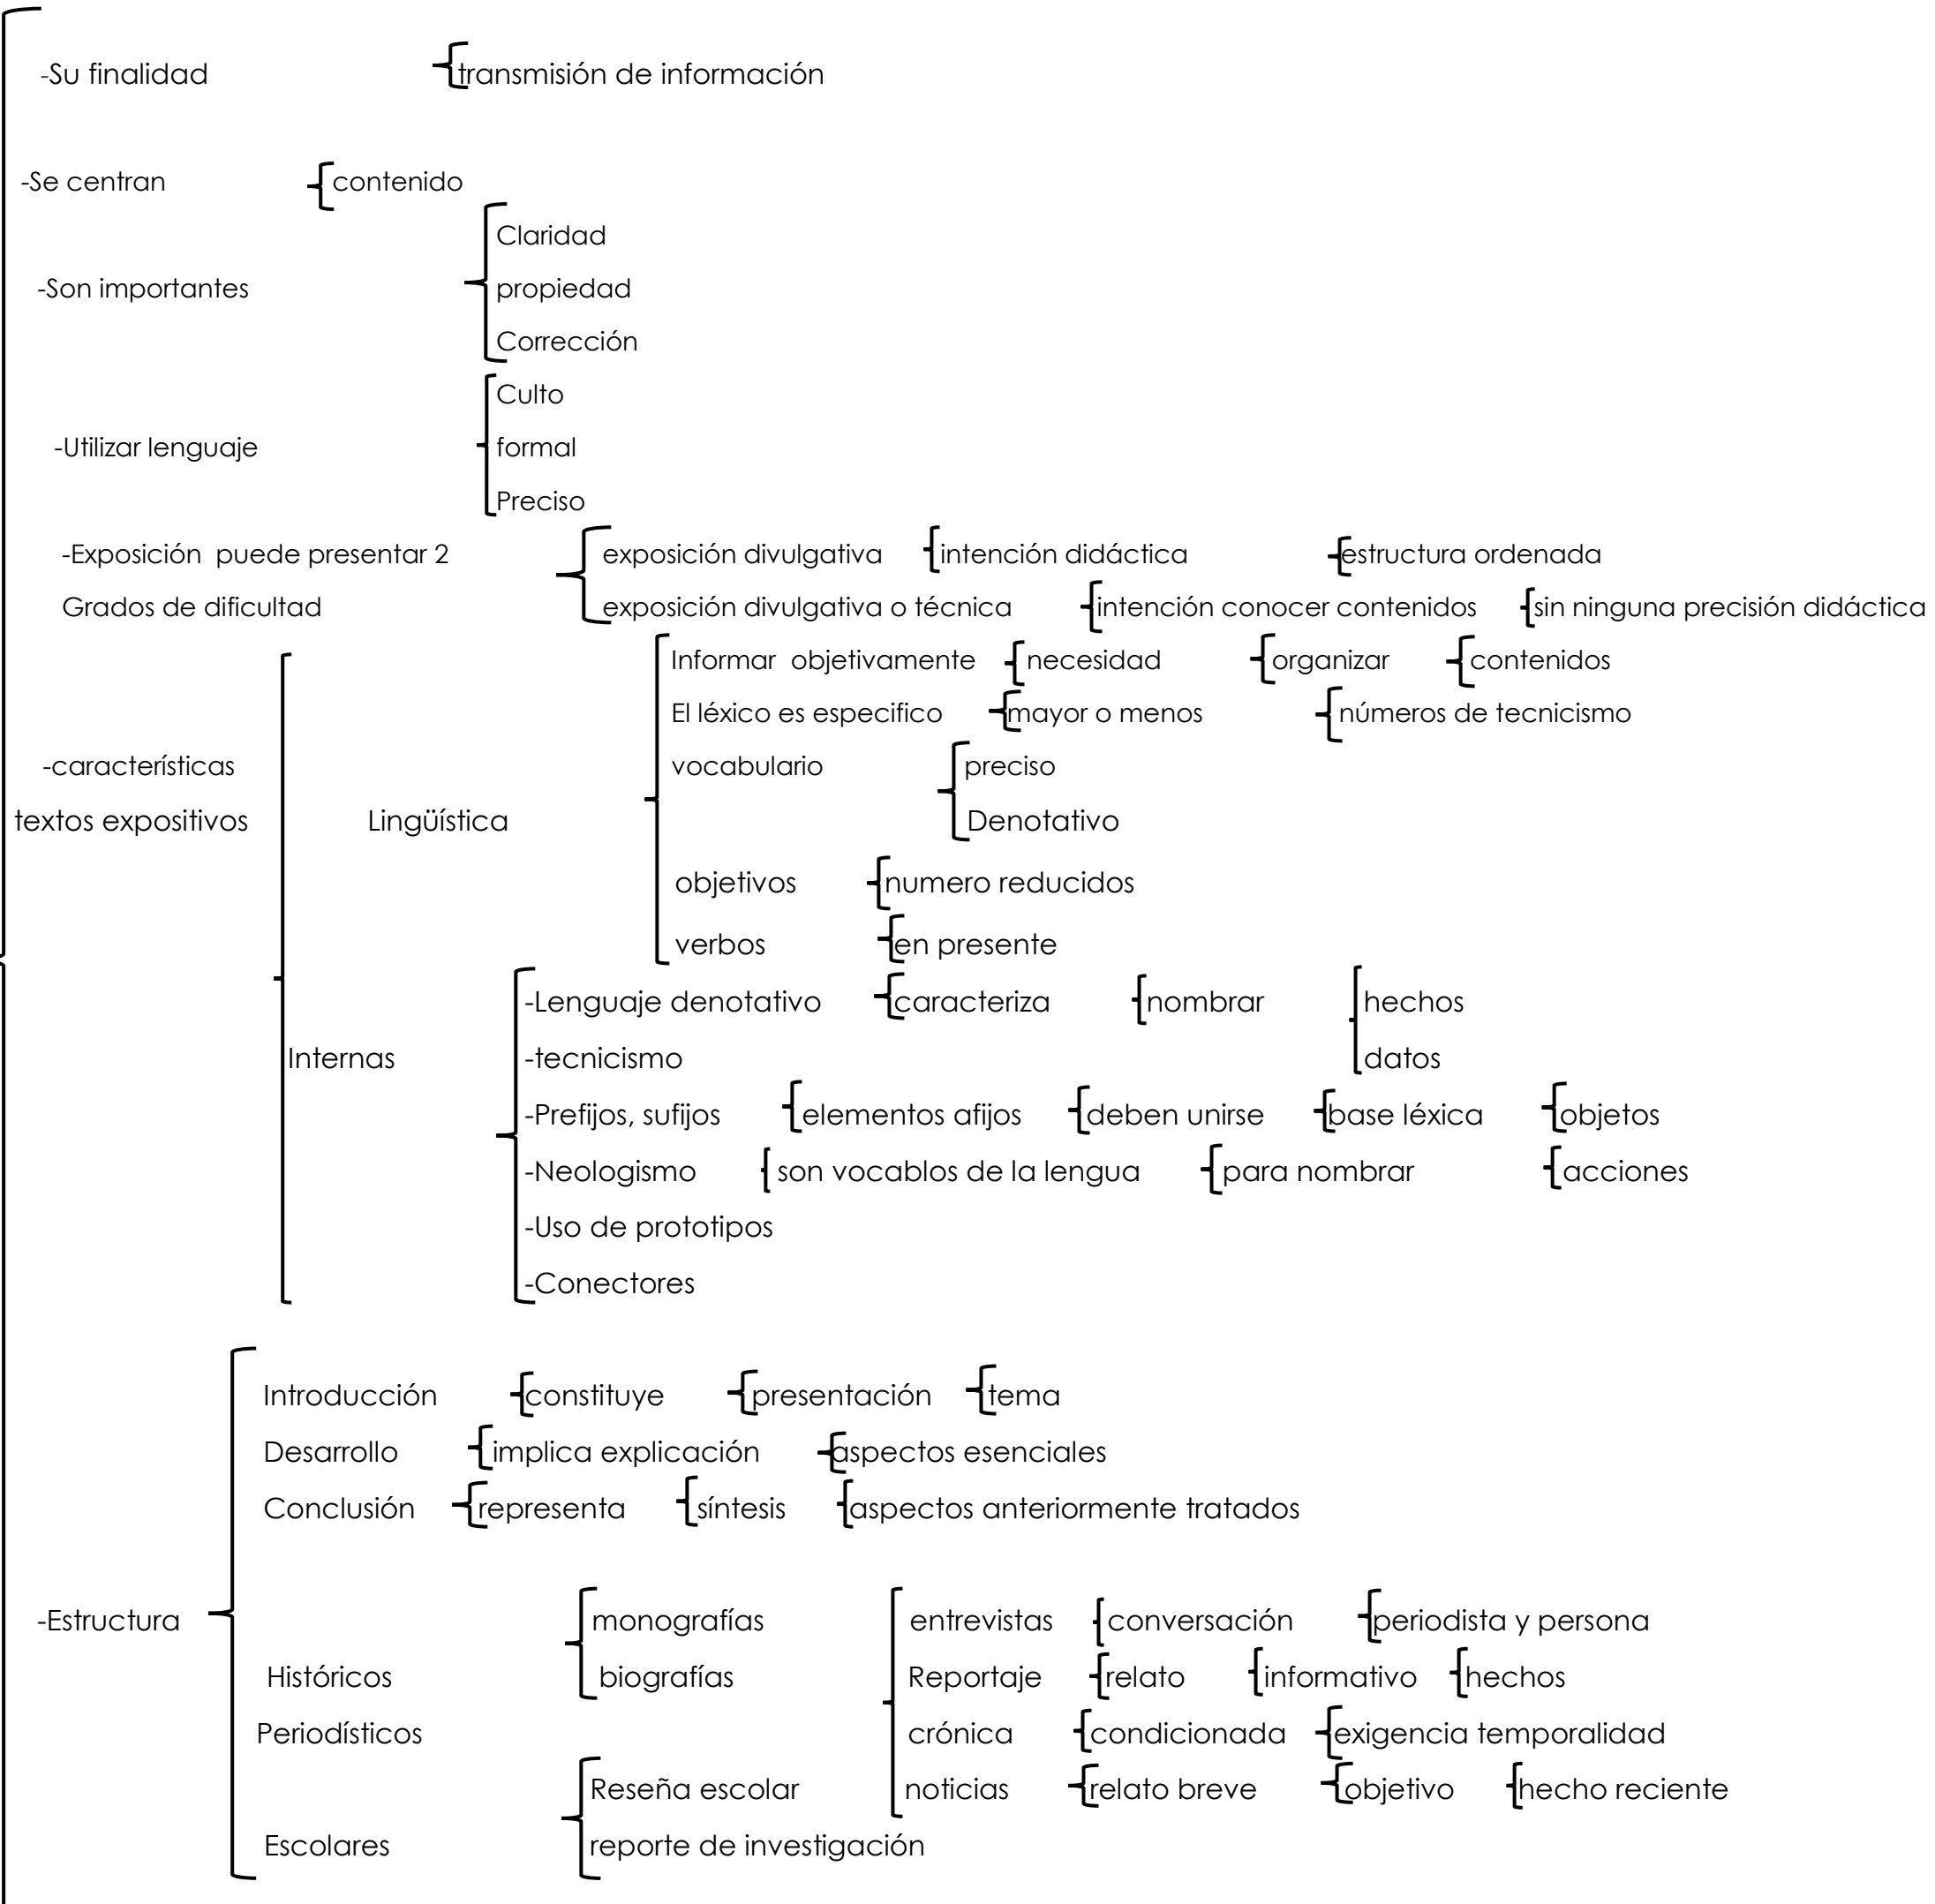 -Su finalidad transmisión de información
-Se centran contenido
Claridad
-Son importantes propiedad
Corrección
Culto
-Utilizar lenguaje formal
Preciso
-Exposición puede presentar 2 exposición divulgativa intención didáctica estructura ordenada
Grados de dificultad exposición divulgativa o técnica intención conocer contenidos sin ninguna precisión didáctica
Informar objetivamente necesidad organizar contenidos
El léxico es especifico mayor o menos números de tecnicismo
-características vocabulario preciso
textos expositivos Lingüística Denotativo
objetivos numero reducidos
verbos en presente
-Lenguaje denotativo caracteriza nombrar hechos
Internas -tecnicismo datos
-Prefijos, sufijos elementos afijos deben unirse base léxica objetos
-Neologismo son vocablos de la lengua para nombrar acciones
-Uso de prototipos
-Conectores
Introducción constituye presentación tema
Desarrollo implica explicación aspectos esenciales
Conclusión representa síntesis aspectos anteriormente tratados
-Estructura monografías entrevistas conversación periodista y persona
Históricos biografías Reportaje relato informativo hechos
Periodísticos crónica condicionada exigencia temporalidad
Reseña escolar noticias relato breve objetivo hecho reciente
Escolares reporte de investigación